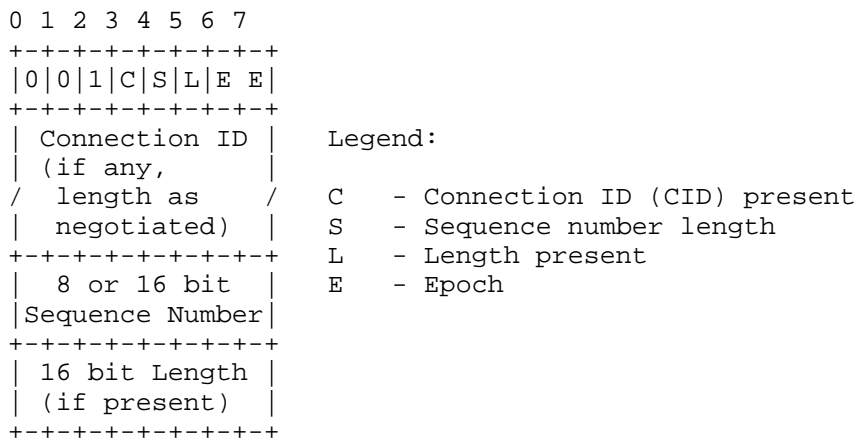 0 1 2 3 4 5 6 7
+-+-+-+-+-+-+-+-+
|0|0|1|C|S|L|E E|
+-+-+-+-+-+-+-+-+
| Connection ID |   Legend:
| (if any,      |
/  length as    /   C   - Connection ID (CID) present
|  negotiated)  |   S   - Sequence number length
+-+-+-+-+-+-+-+-+   L   - Length present
|  8 or 16 bit  |   E   - Epoch
|Sequence Number|
+-+-+-+-+-+-+-+-+
| 16 bit Length |
| (if present)  |
+-+-+-+-+-+-+-+-+